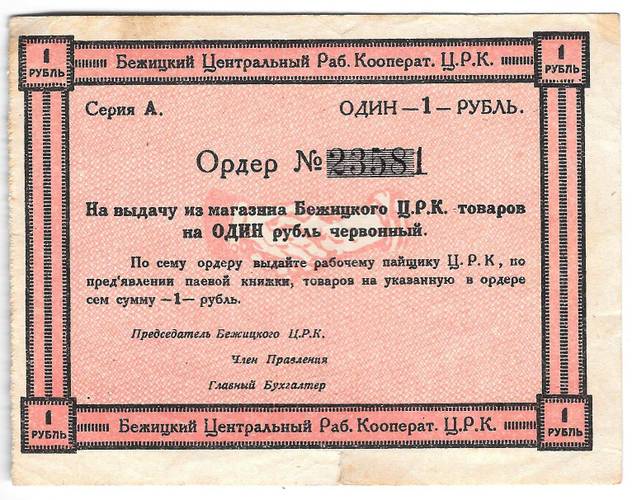 1 РУБЛЬ Бежицкий Центральный Раб. Кооперат. Ц.Р.К. 1 РУБЛЬ
Серия А. ОДИН —1— РУБЛЬ.
Ордер № 23581
На выдачу из магазина Бежицкого Ц.Р.К. товаров
на ОДИН рубль червонный.
По сему ордеру выдайте рабочему пайщику Ц. Р. К, по
пред'явлении паевой книжки, товаров на указанную в ордере
сем сумму —1— рубль.
Председатель Бежицкого Ц.Р.К.
Член Правления
Главный Бухгалтер
1 РУБЛЬ Бежицкий Центральный Раб. Кооперат. Ц.Р.К. 1 РУБЛЬ